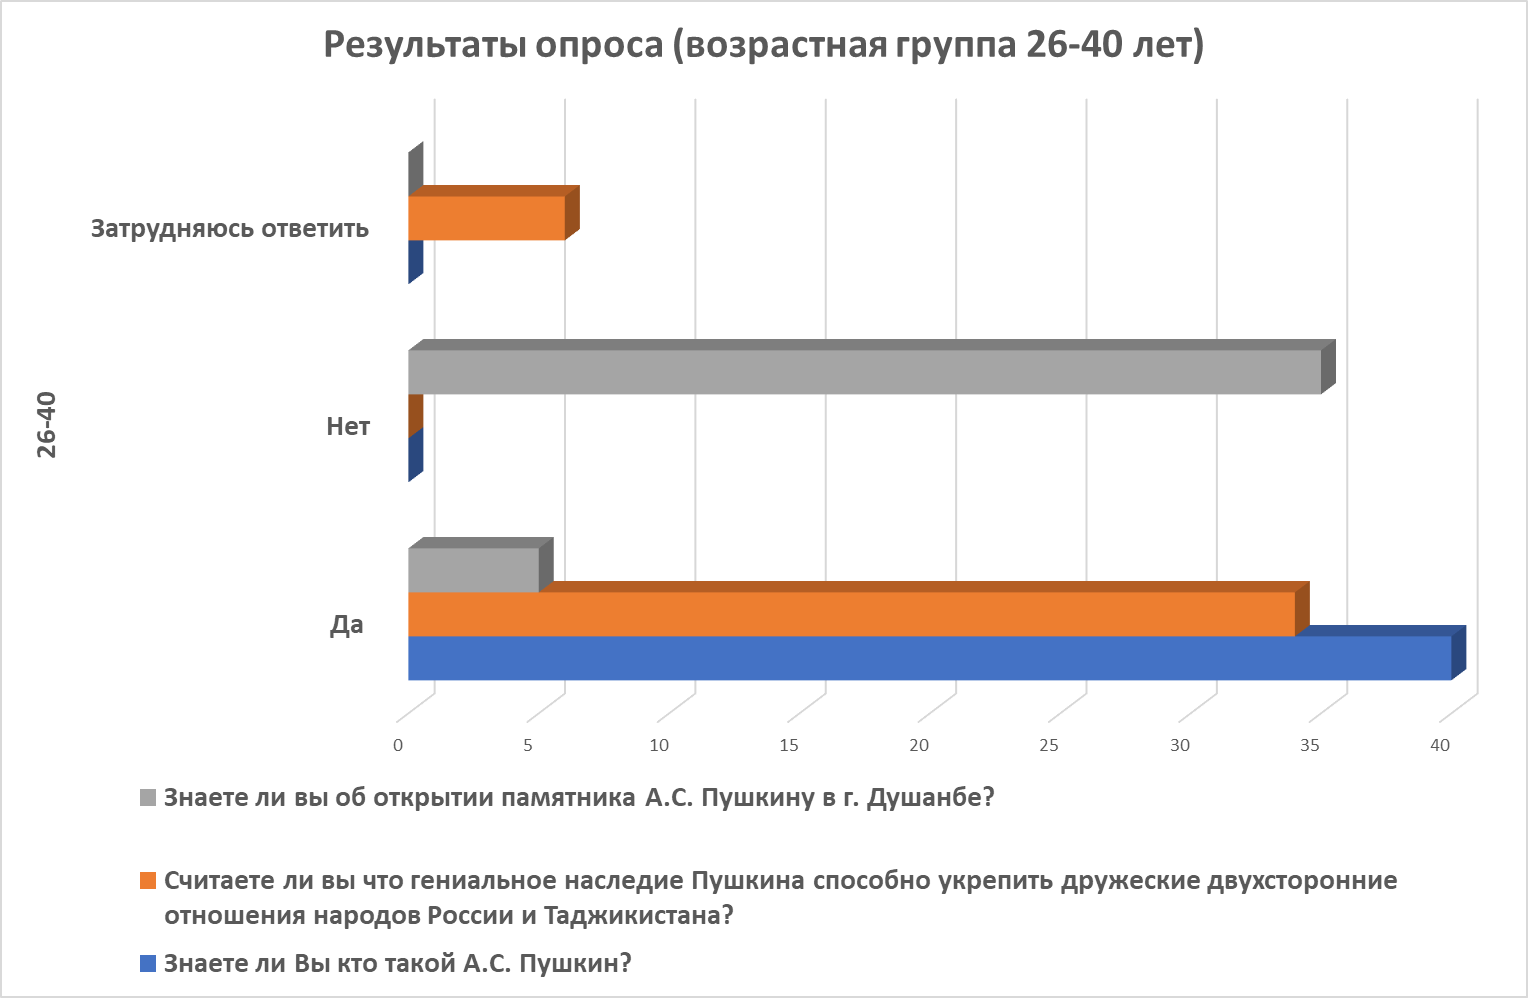 Результаты опроса (возрастная группа 26-40 лет)
Затрудняюсь ответить
Нет
Да
26-40
0 5 10 15 20 25 30 35 40
Знаете ли вы об открытии памятника А.С. Пушкину в г. Душанбе?
Считаете ли вы что гениальное наследие Пушкина способно укрепить дружеские двухсторонние
отношения народов России и Таджикистана?
Знаете ли Вы кто такой А.С. Пушкин?